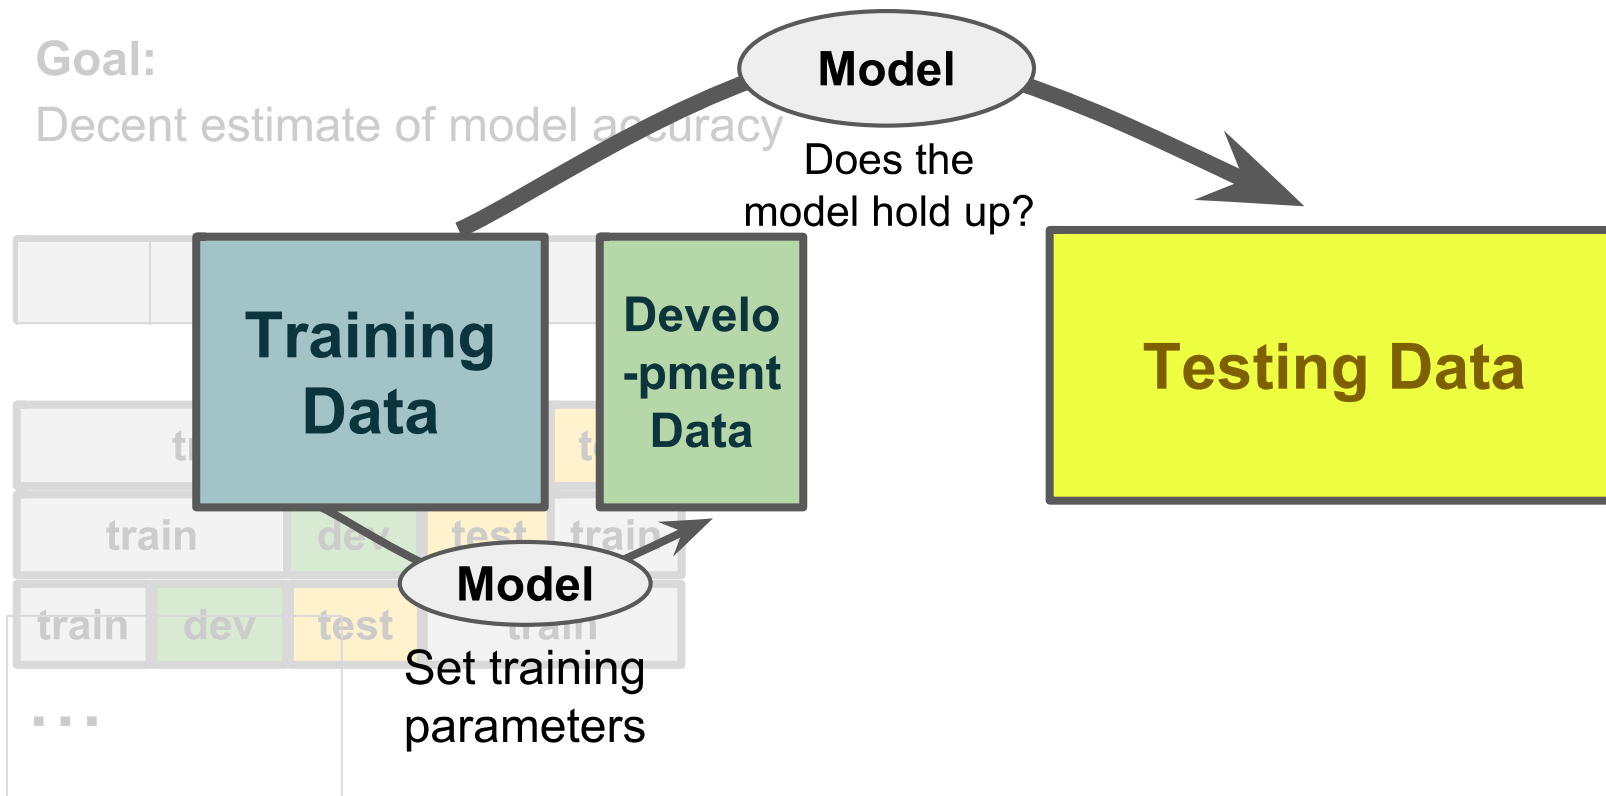 Goal:
Decent estimate of model accuracy
Model
Does the
model hold up?
Training
Data
Develo
-pment
Data
Testing Data
train dev test train
Model
train dev test train
Set training
parameters
...